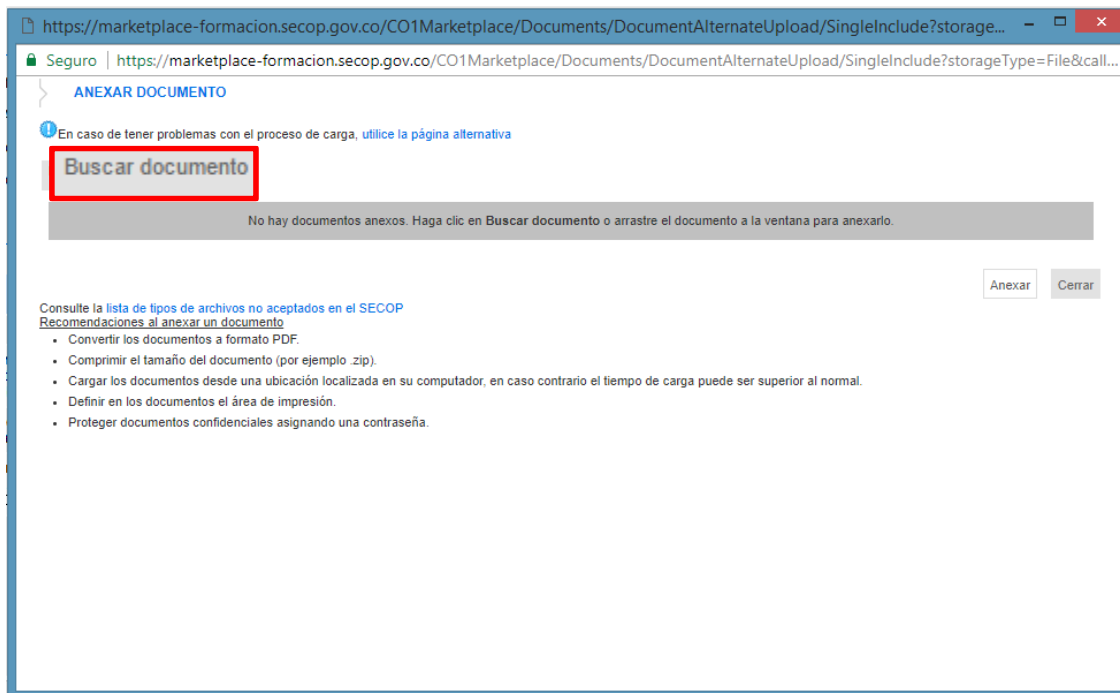 https://marketplace-formacion.secop.gov.co/CO1Marketplace/Documents/DocumentAlternateUpload/SingleInclude?storage...
Seguro | https://marketplace-formacion.secop.gov.co/CO1Marketplace/Documents/DocumentAlternateUpload/SingleInclude?storageType=File&call...
ANEXAR DOCUMENTO
En caso de tener problemas con el proceso de carga, utilice la página alternativa
Buscar documento
No hay documentos anexos. Haga clic en Buscar documento o arrastre el documento a la ventana para anexarlo.
Anexar Cerrar
Consulte la lista de tipos de archivos no aceptados en el SECOP
Recomendaciones al anexar un documento
• Convertir los documentos a formato PDF.
• Comprimir el tamaño del documento (por ejemplo .zip).
• Cargar los documentos desde una ubicación localizada en su computador, en caso contrario el tiempo de carga puede ser superior al normal.
• Definir en los documentos el área de impresión.
• Proteger documentos confidenciales asignando una contraseña.